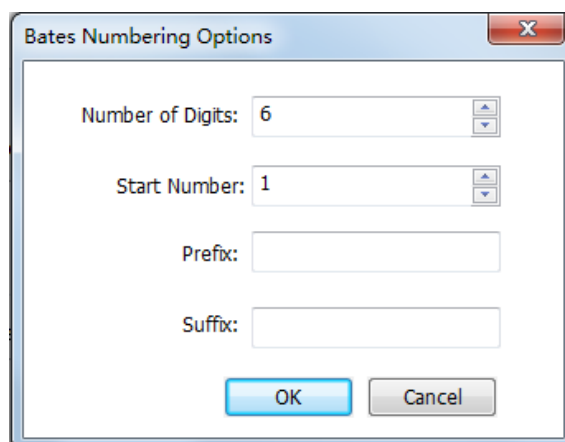 Bates Numbering Options
Number of Digits: 6
Start Number: 1
Prefix:
Suffix:
OK Cancel